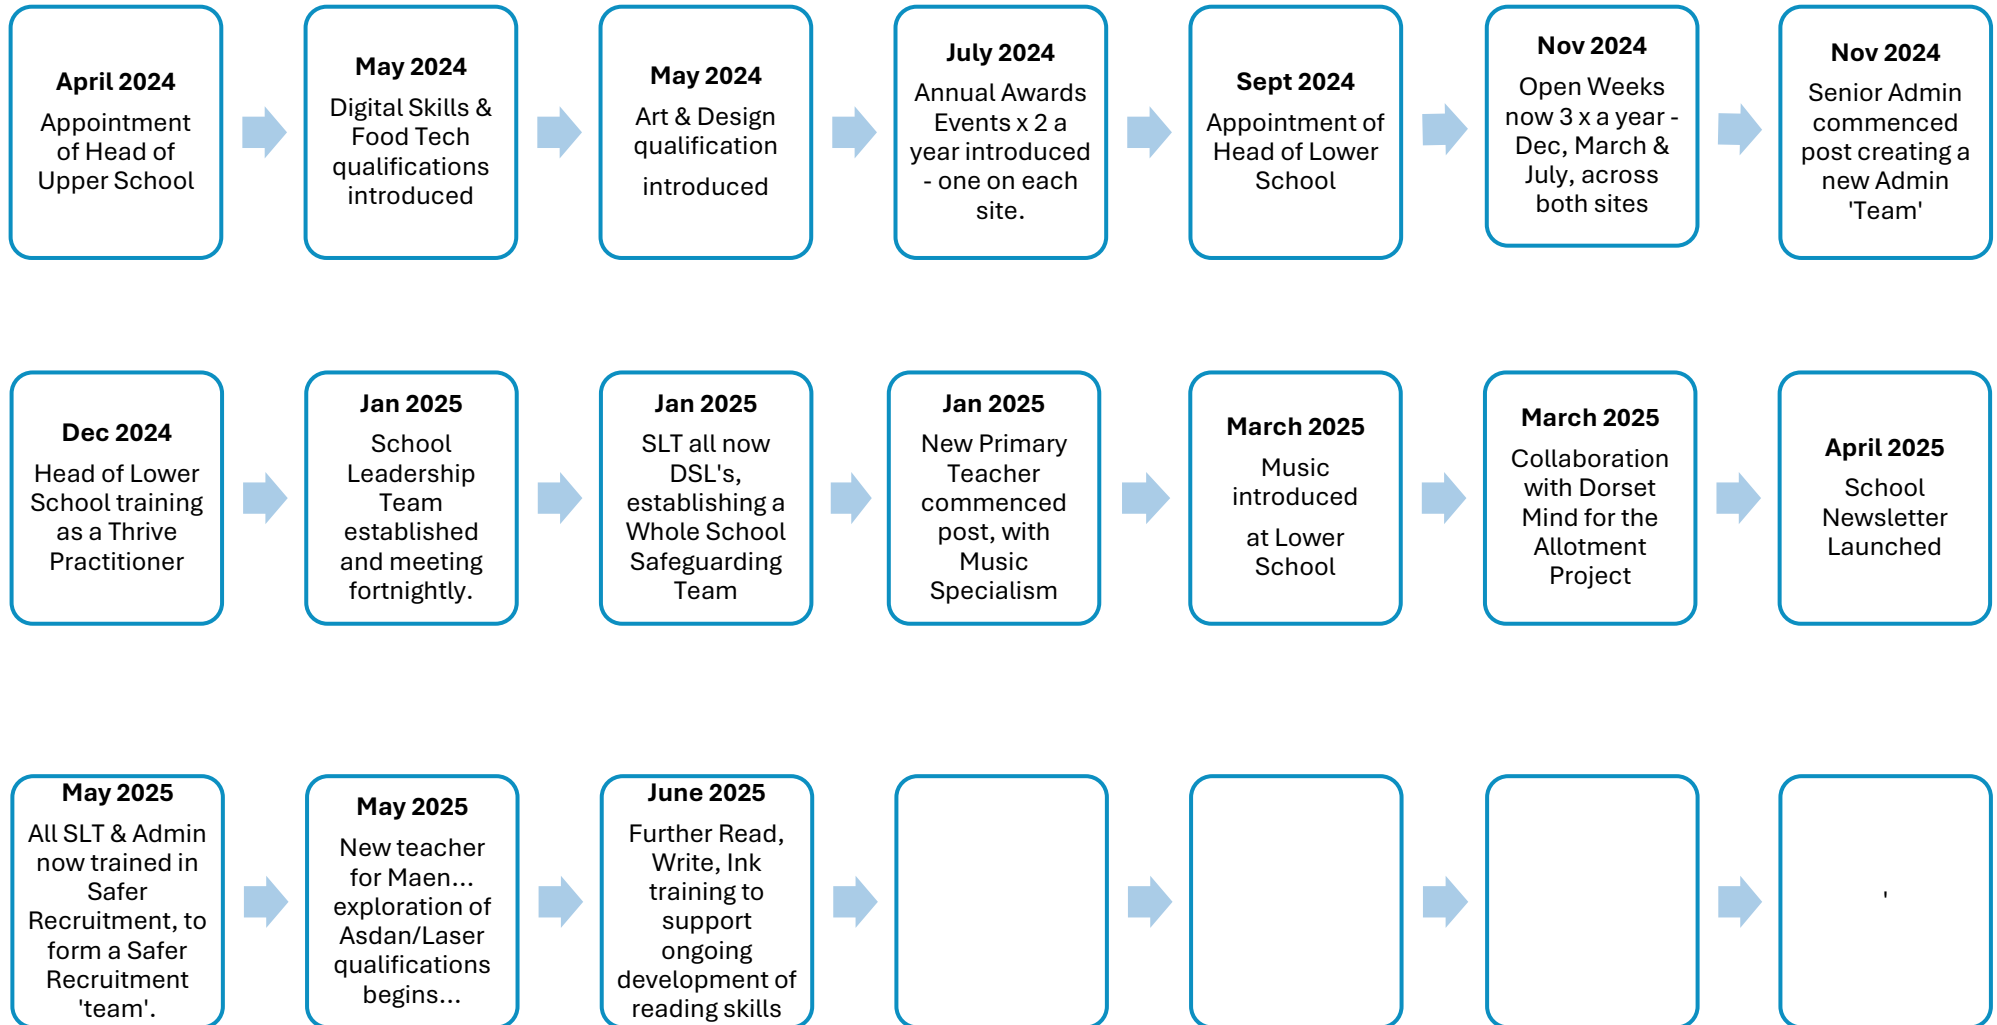 April 2024
Appointment
of Head of
Upper School
May 2024
Digital Skills &
Food Tech
qualifications
introduced
May 2024
Art & Design
qualification
introduced
July 2024
Annual Awards
Events x 2 a
year introduced
- one on each
site.
Sept 2024
Appointment of
Head of Lower
School
Nov 2024
Open Weeks
now 3 x a year -
Dec, March &
July, across
both sites
Nov 2024
Senior Admin
commenced
post creating a
new Admin
'Team'
Dec 2024
Head of Lower
School training
as a Thrive
Practitioner
Jan 2025
School
Leadership
Team
established
and meeting
fortnightly.
Jan 2025
SLT all now
DSL's,
establishing a
Whole School
Safeguarding
Team
Jan 2025
New Primary
Teacher
commenced
post, with
Music
Specialism
March 2025
Music
introduced
at Lower
School
March 2025
Collaboration
with Dorset
Mind for the
Allotment
Project
April 2025
School
Newsletter
Launched
May 2025
All SLT & Admin
now trained in
Safer
Recruitment, to
form a Safer
Recruitment
'team'.
May 2025
New teacher
for Maen...
exploration of
Asdan/Laser
qualifications
begins...
June 2025
Further Read,
Write, Ink
training to
support
ongoing
development of
reading skills
'